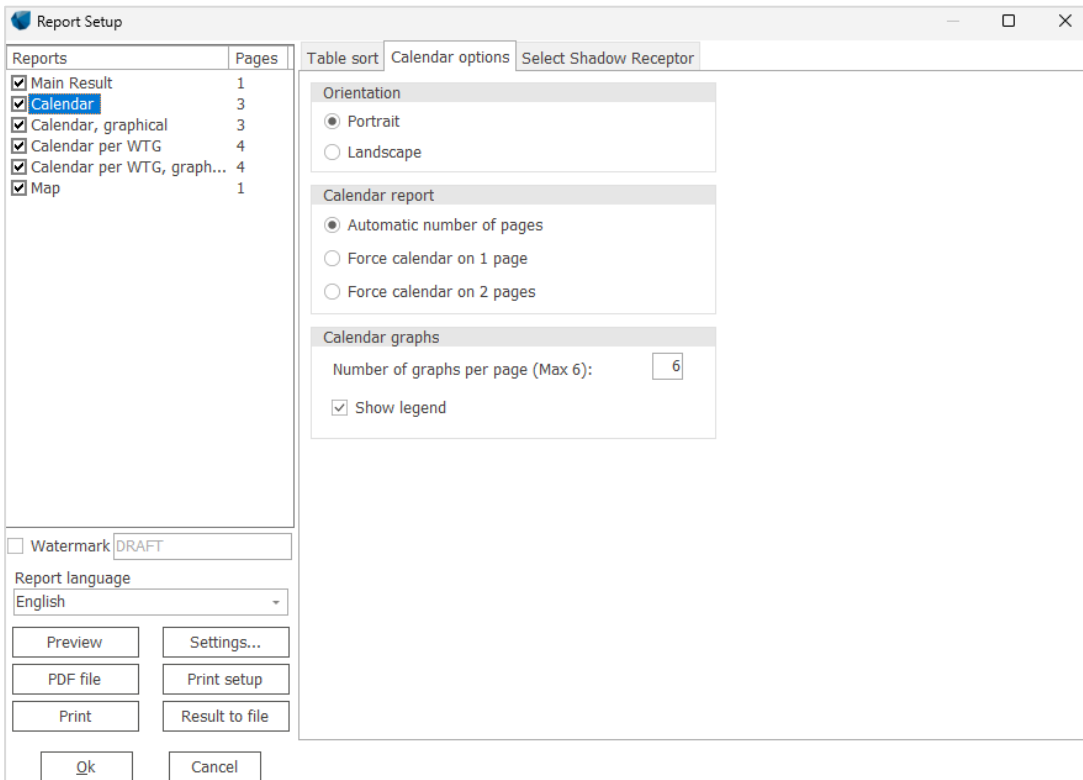 Report Setup
Reports Pages
Main Result 1
Calendar 3
Calendar, graphical 3
Calendar per WTG 4
Calendar per WTG, graph... 4
Map 1
Watermark DRAFT
Report language
English
Preview Settings...
PDF file Print setup
Print Result to file
Ok Cancel
Table sort Calendar options Select Shadow Receptor
Orientation
Portrait
Landscape
Calendar report
Automatic number of pages
Force calendar on 1 page
Force calendar on 2 pages
Calendar graphs
Number of graphs per page (Max 6): 6
Show legend